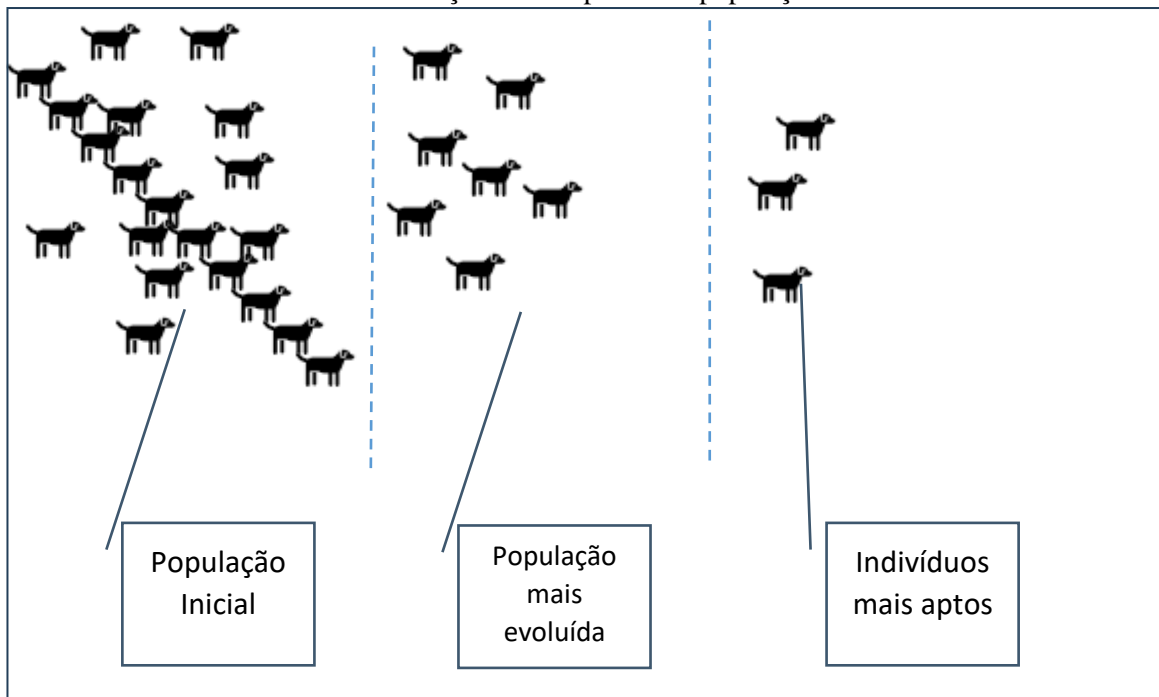 População
Inicial
População
mais
evoluída
Indivíduos
mais aptos